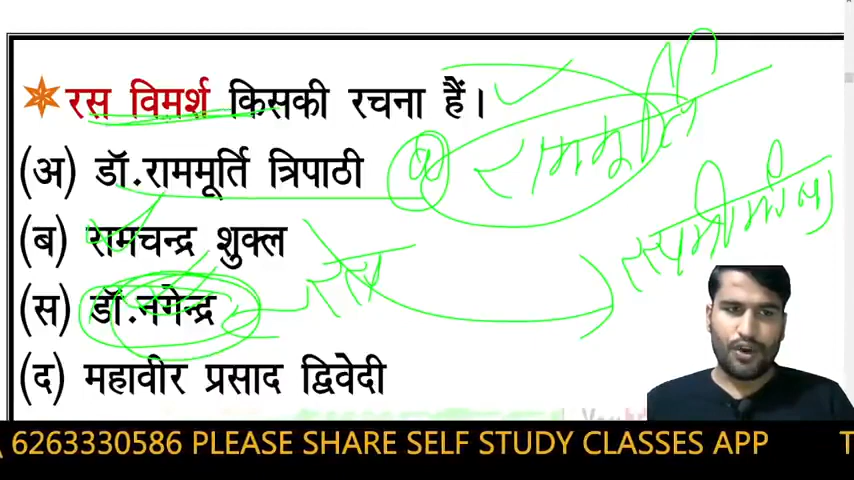 रस विमर्श किसकी रचना हैं।
(अ) डॉ.राममूर्ति त्रिपाठी
राममूर्ति
(ब) रामचन्द्र शुक्ल
(स) डॉ.नगेन्द्र
रस
(द) महावीर प्रसाद द्विवेदी
6263330586 PLEASE SHARE SELF STUDY CLASSES APP
T